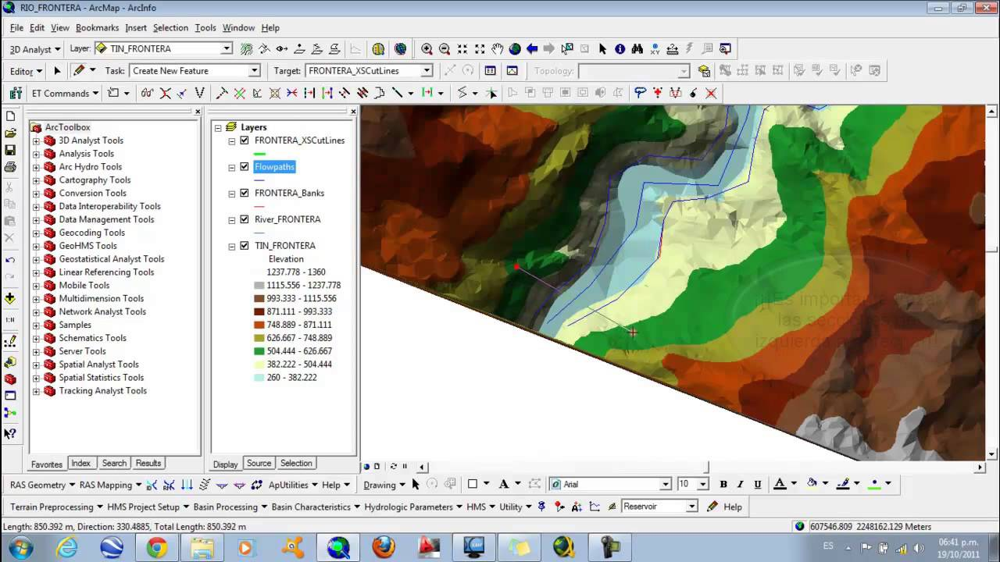 RIO_FRONTERA - ArcMap - ArcInfo
File Edit View Bookmarks Insert Selection Tools Window Help
3D Analyst Layer: TIN_FRONTERA
Editor Task: Create New Feature Target: FRONTERA_XSCutLines Topology:
ET Commands
ArcToolbox
3D Analyst Tools
Analysis Tools
Arc Hydro Tools
Cartography Tools
Conversion Tools
Data Interoperability Tools
Data Management Tools
Geocoding Tools
GeoHMS Tools
Geostatistical Analyst Tools
Linear Referencing Tools
Mobile Tools
Multidimension Tools
Network Analyst Tools
Samples
Schematics Tools
Server Tools
Spatial Analyst Tools
Spatial Statistics Tools
Tracking Analyst Tools
Favorites Index Search Results
Layers
FRONTERA_XSCutLines
Flowpaths
FRONTERA_Banks
River_FRONTERA
TIN_FRONTERA
Elevation
1237.778 - 1360
1115.556 - 1237.778
993.333 - 1115.556
871.111 - 993.333
748.889 - 871.111
626.667 - 748.889
504.444 - 626.667
382.222 - 504.444
260 - 382.222
Display Source Selection
¡¡Es importante
las
izquierda
RAS Geometry RAS Mapping ApUtilities Help Drawing A Arial 10 B I U A
Terrain Preprocessing HMS Project Setup Basin Processing Basin Characteristics Hydrologic Parameters HMS Utility Reservoir Help
Length: 850.392 m, Direction: 330.4885, Total Length: 850.392 m 607546.809 2248162.129 Meters
ES 06:41 p.m.
19/10/2011